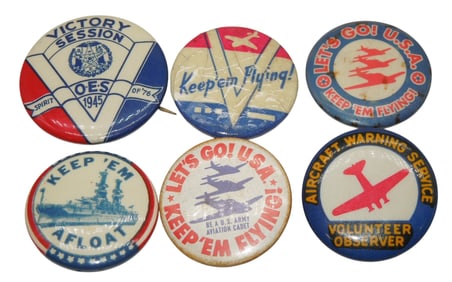 VICTORY
SESSION
O.E.S
1945
SPIRIT OF '76
Keep 'em Flying!
LET'S GO! U.S.A.
KEEP 'EM FLYING!
KEEP 'EM
AFLOAT
LET'S GO! U.S.A.
BE A U.S. ARMY
AVIATION CADET
KEEP 'EM FLYING!
AIRCRAFT WARNING SERVICE
VOLUNTEER
OBSERVER